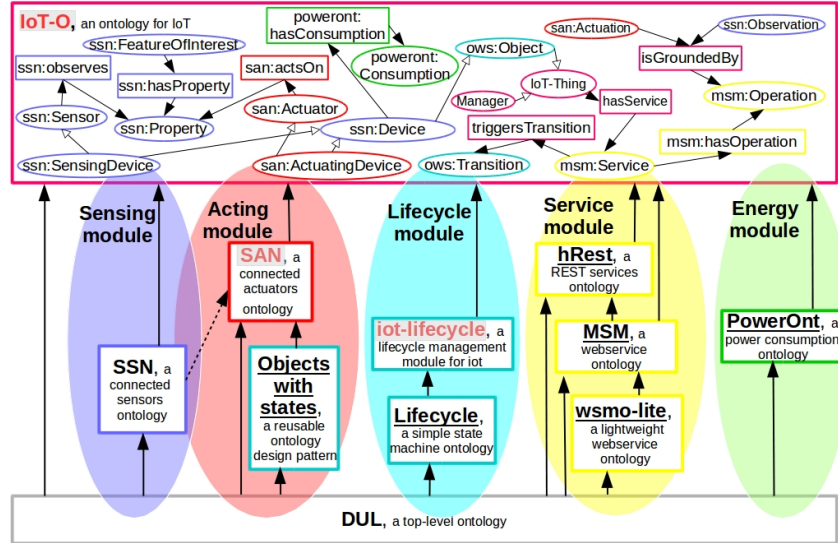 IoT-O, an ontology for IoT
ssn:FeatureOfInterest
poweront:
hasConsumption
poweront:
Consumption
ows:Object
san:Actuation
ssn:Observation
isGroundedBy
ssn:observes
ssn:hasProperty
san:actsOn
IoT-Thing
Manager
hasService
msm:Operation
ssn:Sensor
ssn:Property
san:Actuator
ssn:Device
triggersTransition
msm:hasOperation
ssn:SensingDevice
san:ActuatingDevice
ows:Transition
msm:Service
Sensing
module
Acting
module
Lifecycle
module
Service
module
Energy
module
SAN, a
connected
actuators
ontology
hRest, a
REST services
ontology
SSN, a
connected
sensors
ontology
Objects
with
states,
a reusable
ontology
design pattern
iot-lifecycle, a
lifecycle management
module for iot
Lifecycle,
a simple state
machine ontology
MSM, a
webservice
ontology
wsmo-lite,
a lightweight
webservice
ontology
PowerOnt, a
power consumption
ontology
DUL, a top-level ontology